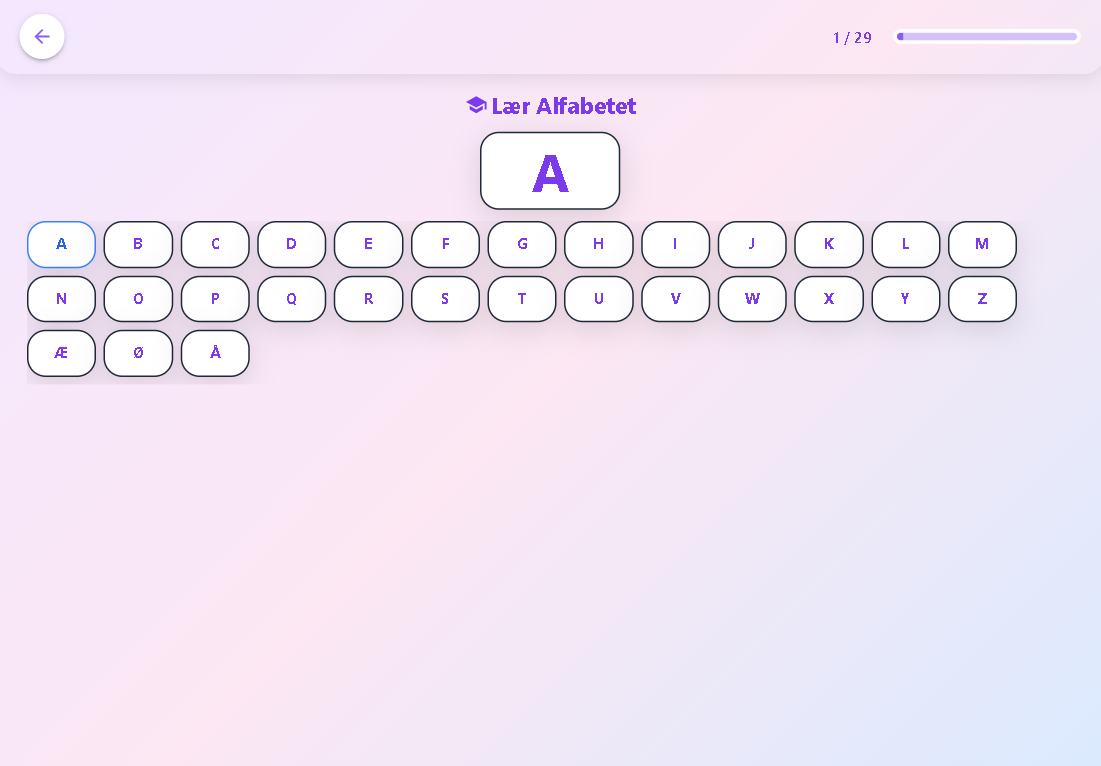 1 / 29
Lær Alfabetet
A
A B C D E F G H I J K L M
N O P Q R S T U V W X Y Z
Æ Ø Å